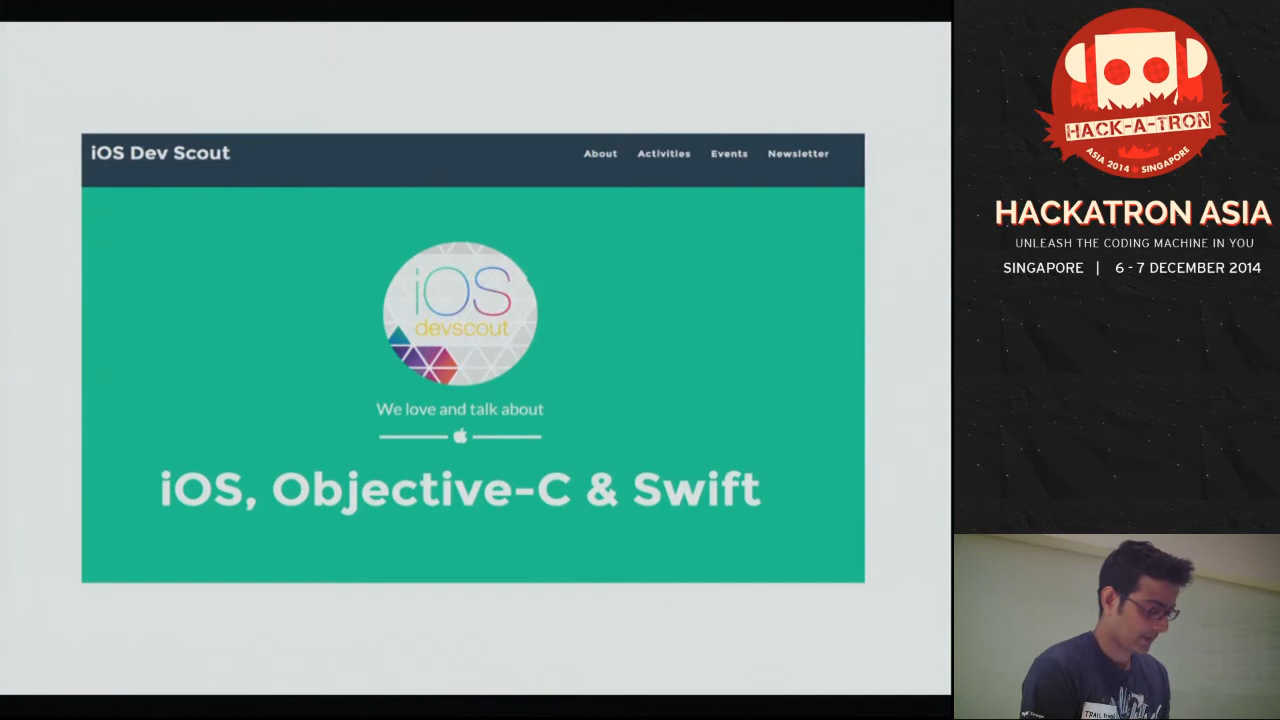 iOS Dev Scout
About Activities Events Newsletter
iOS
devscout
We love and talk about
iOS, Objective-C & Swift
HACK-A-TRON
ASIA 2014 SINGAPORE
HACKATRON ASIA
UNLEASH THE CODING MACHINE IN YOU
SINGAPORE | 6 - 7 DECEMBER 2014